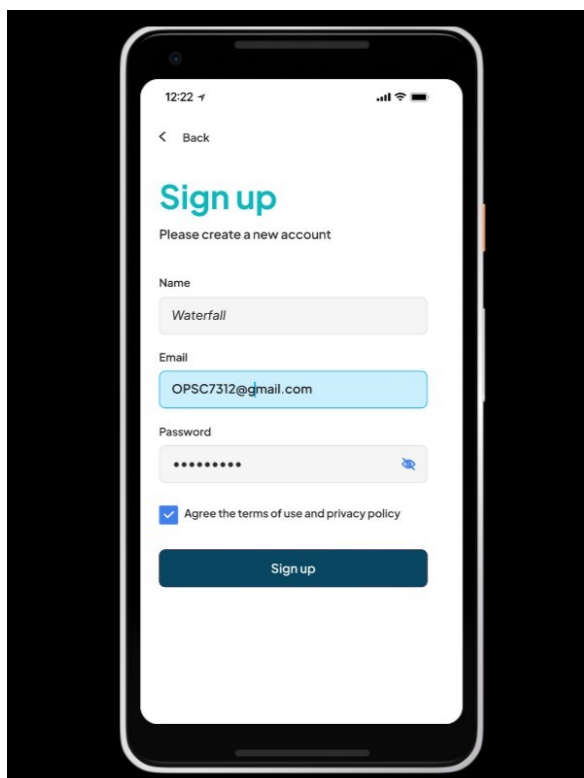 12:22
Back
Sign up
Please create a new account
Name
Waterfall
Email
OPSC7312@gmail.com
Password
Agree the terms of use and privacy policy
Sign up